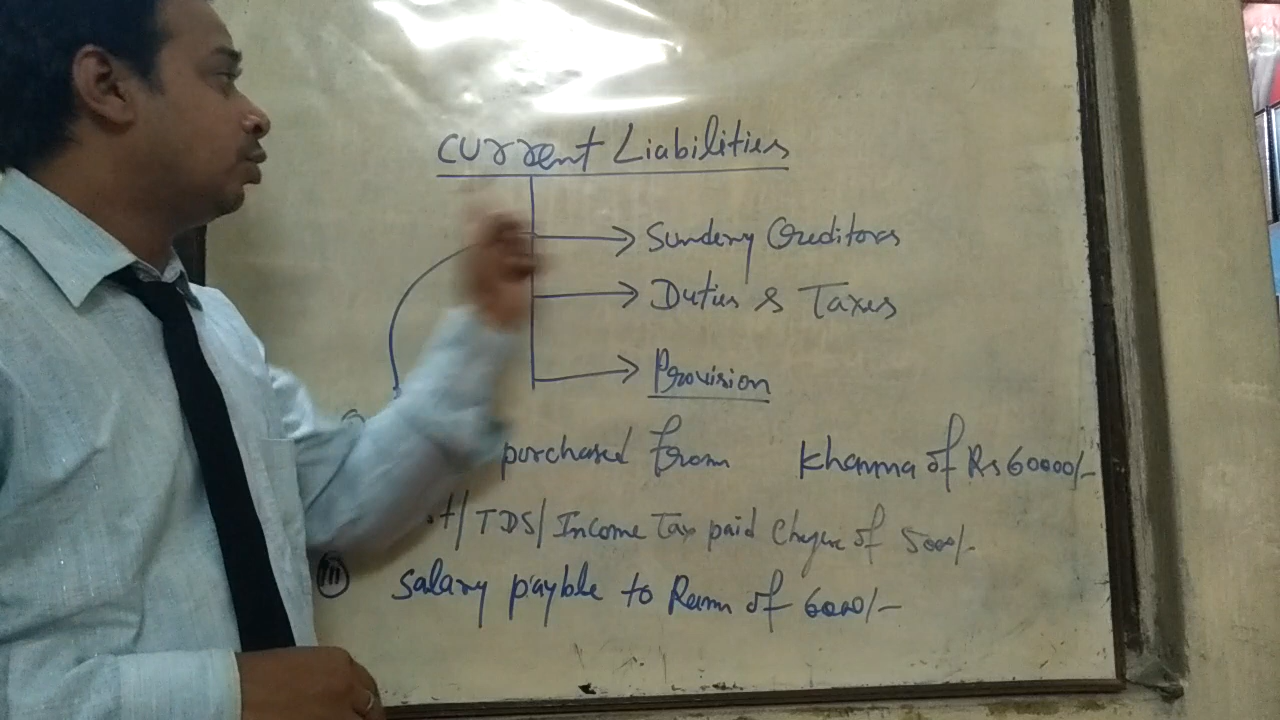 Current Liabilities
Sundery Creditors
Duties & Taxes
Provision
purchased from Khanna of Rs 60000/-
t/TDS/Income Tax paid Cheque of 5000/-
(III) Salary payble to Ram of 6000/-